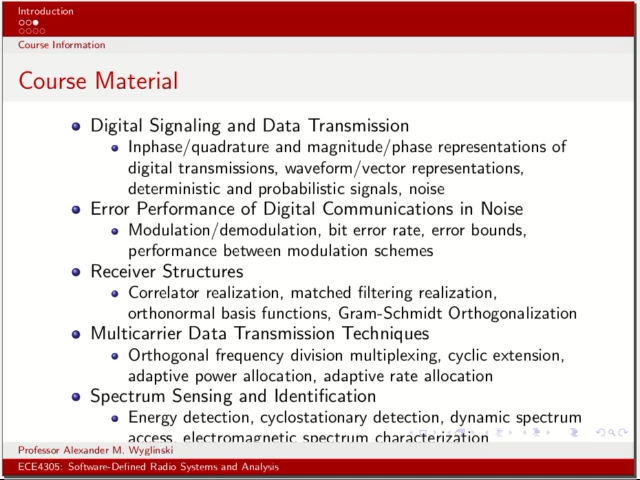 Introduction
Course Information
Course Material
Digital Signaling and Data Transmission
Inphase/quadrature and magnitude/phase representations of
digital transmissions, waveform/vector representations,
deterministic and probabilistic signals, noise
Error Performance of Digital Communications in Noise
Modulation/demodulation, bit error rate, error bounds,
performance between modulation schemes
Receiver Structures
Correlator realization, matched filtering realization,
orthonormal basis functions, Gram-Schmidt Orthogonalization
Multicarrier Data Transmission Techniques
Orthogonal frequency division multiplexing, cyclic extension,
adaptive power allocation, adaptive rate allocation
Spectrum Sensing and Identification
Energy detection, cyclostationary detection, dynamic spectrum
access, electromagnetic spectrum characterization
Professor Alexander M. Wyglinski
ECE4305: Software-Defined Radio Systems and Analysis